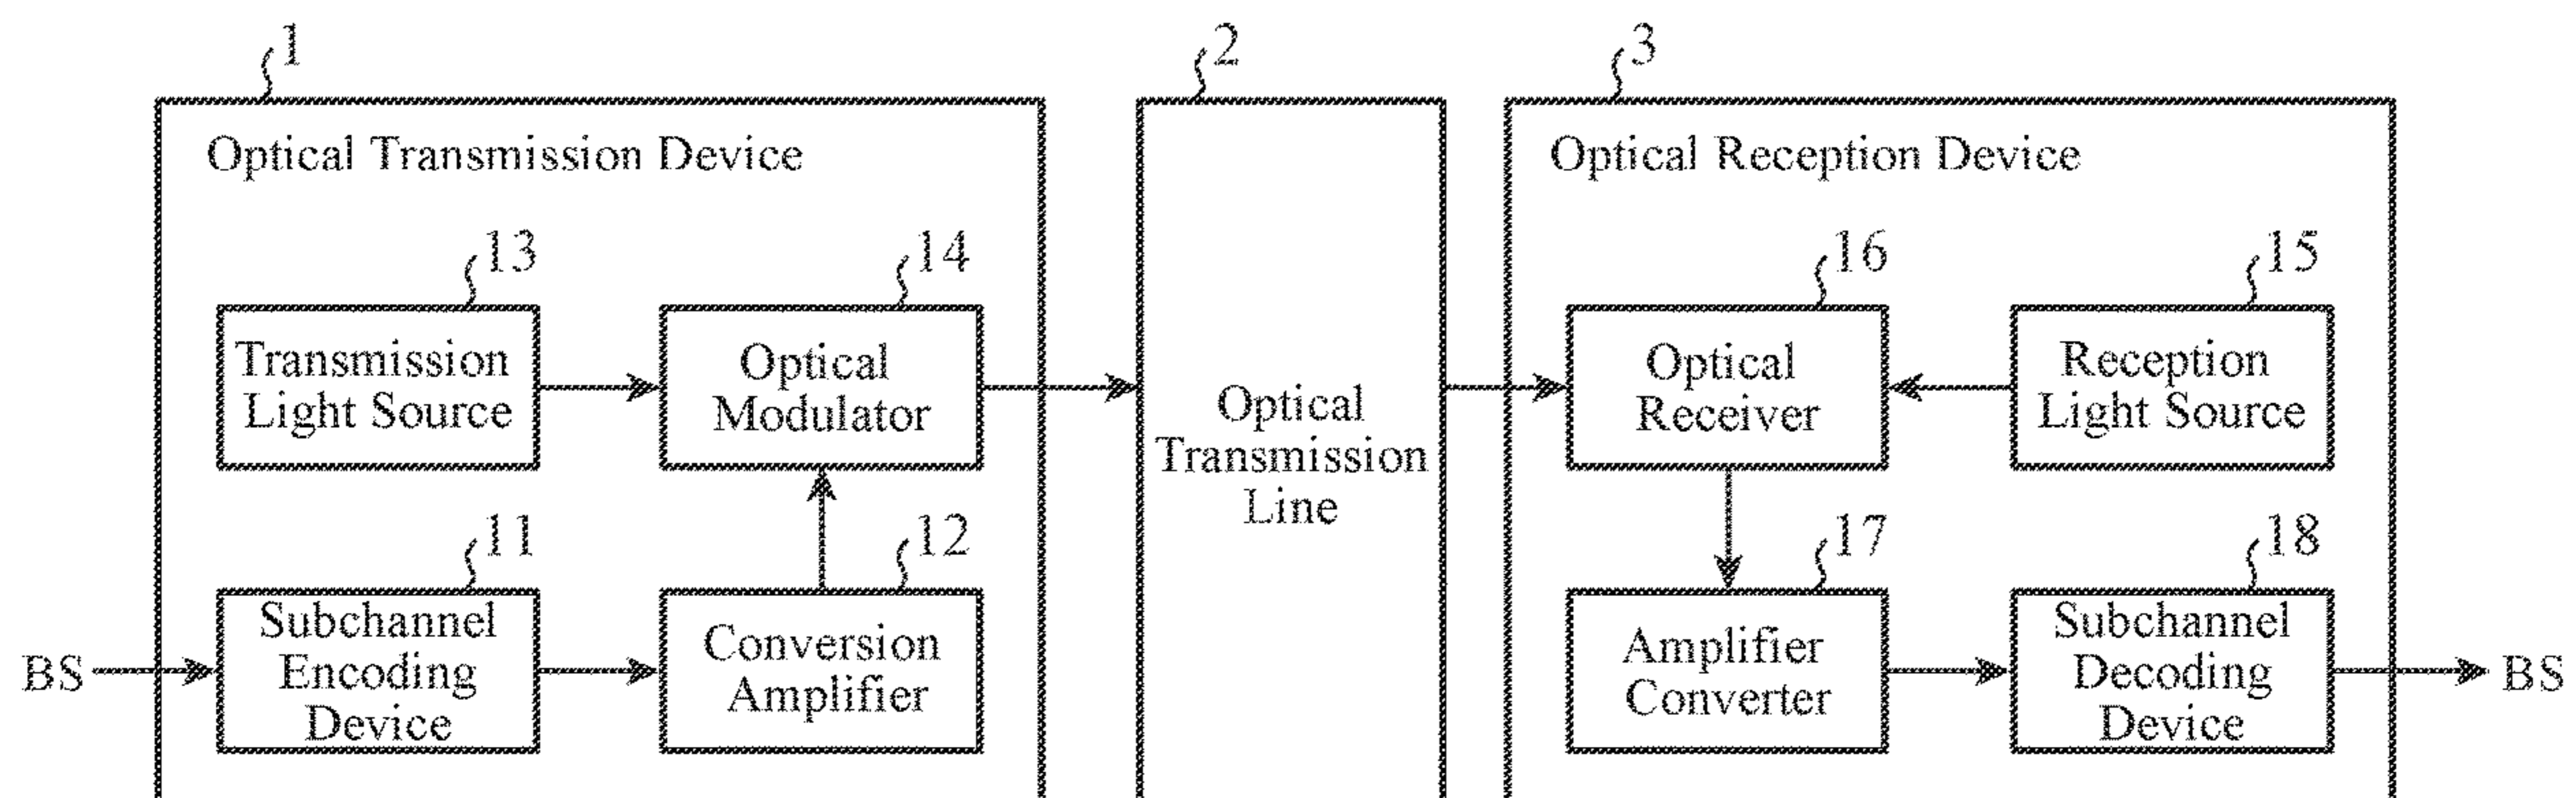 1
2
3
Optical Transmission Device
Optical Reception Device
13
14
16
15
Transmission
Light Source
Optical
Modulator
Optical
Transmission
Line
Optical
Receiver
Reception
Light Source
11
12
17
18
BS
Subchannel
Encoding
Device
Conversion
Amplifier
Amplifier
Converter
Subchannel
Decoding
Device
BS